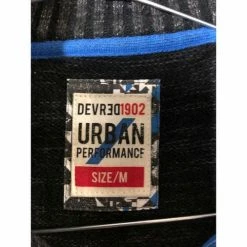 DEVRED1902
URBAN
PERFORMANCE
SIZE/M